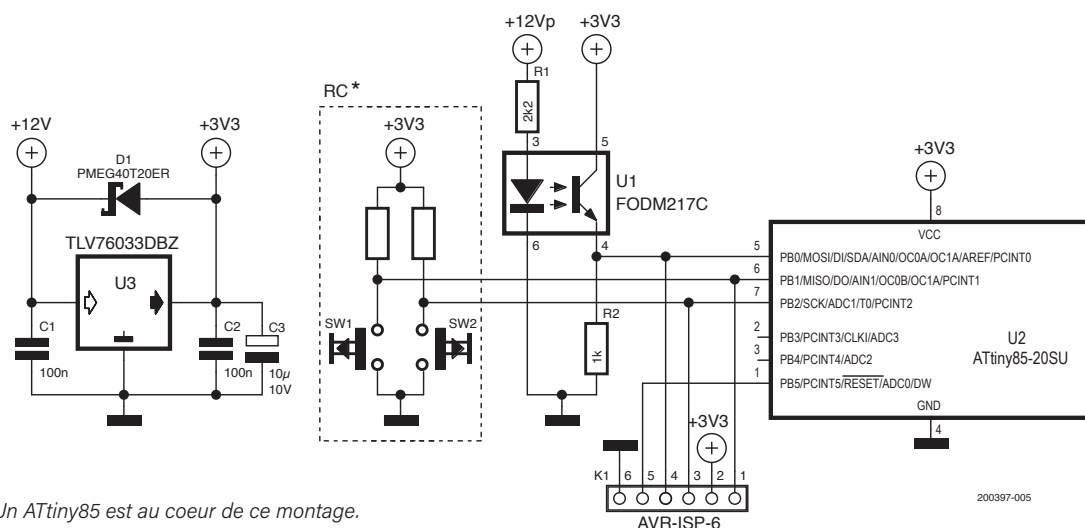 +12V
+3V3
D1
PMEG40T20ER
TLV76033DBZ
U3
C1
100n
C2
100n
C3
10µ
10V
RC*
+3V3
SW1
SW2
+12Vp
+3V3
R1
2k2
3
5
U1
FODM217C
6
4
R2
1k
+3V3
8
VCC
5 PB0/MOSI/DI/SDA/AIN0/OC0A/OC1A/AREF/PCINT0
6 PB1/MISO/DO/AIN1/OC0B/OC1A/PCINT1
7 PB2/SCK/ADC1/T0/PCINT2
2 PB3/PCINT3/CLKI/ADC3
3 PB4/PCINT4/ADC2
1 PB5/PCINT5/RESET/ADC0/DW
U2
ATtiny85-20SU
GND
4
+3V3
K1 6 5 4 3 2 1
AVR-ISP-6
200397-005
Un ATtiny85 est au coeur de ce montage.